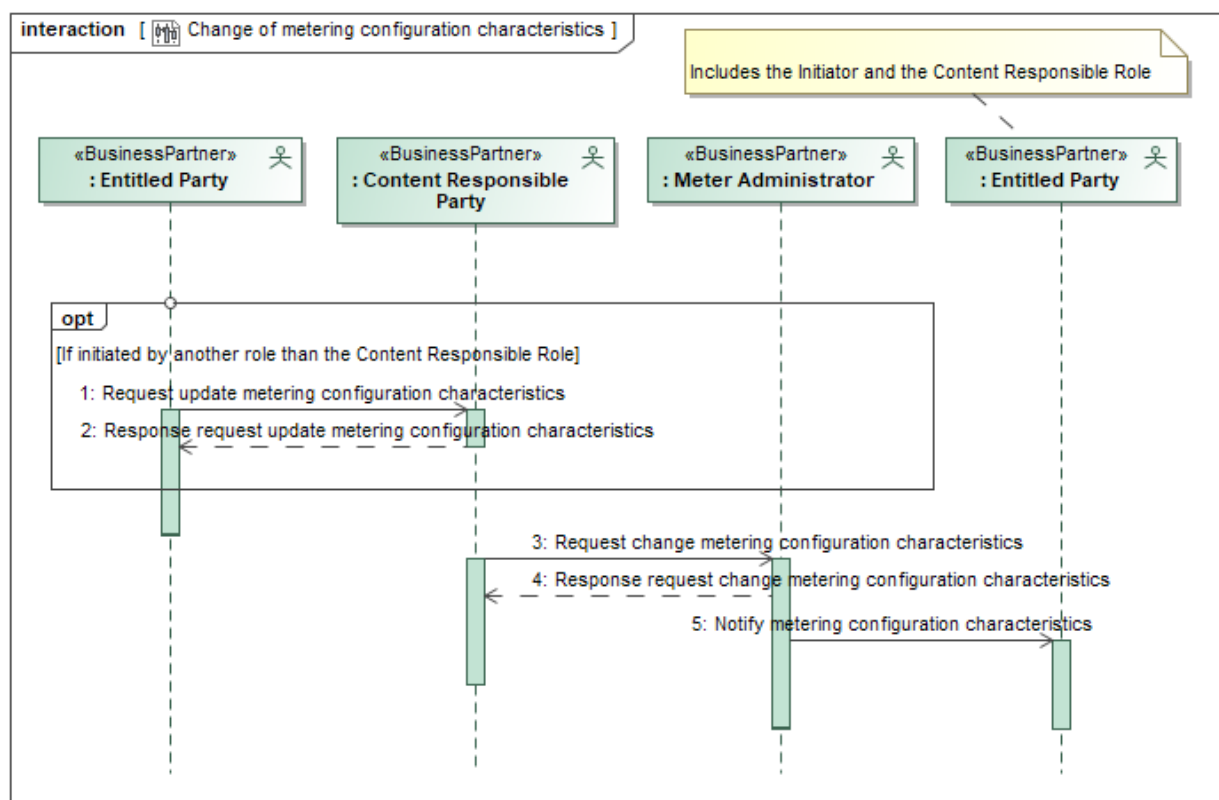 interaction [ Change of metering configuration characteristics ]
Includes the Initiator and the Content Responsible Role
«BusinessPartner»
: Entitled Party
«BusinessPartner»
: Content Responsible
Party
«BusinessPartner»
: Meter Administrator
«BusinessPartner»
: Entitled Party
opt
[If initiated by another role than the Content Responsible Role]
1: Request update metering configuration characteristics
2: Response request update metering configuration characteristics
3: Request change metering configuration characteristics
4: Response request change metering configuration characteristics
5: Notify metering configuration characteristics